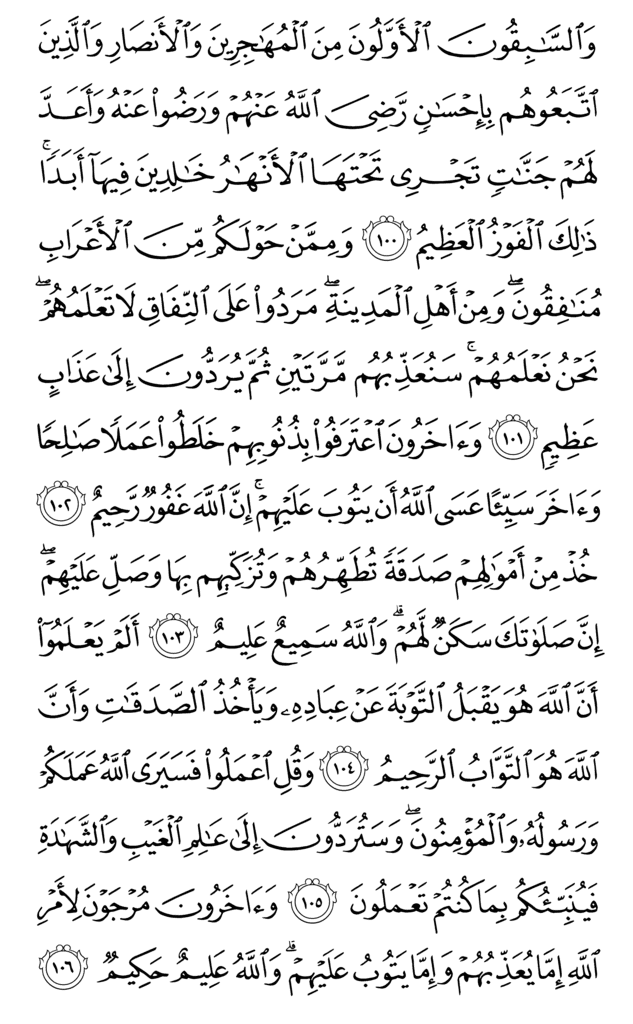 وَٱلسَّٰبِقُونَ ٱلْأَوَّلُونَ مِنَ ٱلْمُهَٰجِرِينَ وَٱلْأَنصَارِ وَٱلَّذِينَ
ٱتَّبَعُوهُم بِإِحْسَٰنٍ رَّضِىَ ٱللَّهُ عَنْهُمْ وَرَضُوا۟ عَنْهُ وَأَعَدَّ
لَهُمْ جَنَّٰتٍ تَجْرِى تَحْتَهَا ٱلْأَنْهَٰرُ خَٰلِدِينَ فِيهَآ أَبَدًا ۚ
ذَٰلِكَ ٱلْفَوْزُ ٱلْعَظِيمُ ١٠٠ وَمِمَّنْ حَوْلَكُم مِّنَ ٱلْأَعْرَابِ
مُنَٰفِقُونَ ۖ وَمِنْ أَهْلِ ٱلْمَدِينَةِ ۖ مَرَدُوا۟ عَلَى ٱلنِّفَاقِ لَا تَعْلَمُهُمْ ۖ
نَحْنُ نَعْلَمُهُمْ ۚ سَنُعَذِّبُهُم مَّرَّتَيْنِ ثُمَّ يُرَدُّونَ إِلَىٰ عَذَابٍ
عَظِيمٍ ١٠١ وَءَاخَرُونَ ٱعْتَرَفُوا۟ بِذُنُوبِهِمْ خَلَطُوا۟ عَمَلًا صَٰلِحًا
وَءَاخَرَ سَيِّئًا عَسَى ٱللَّهُ أَن يَتُوبَ عَلَيْهِمْ ۚ إِنَّ ٱللَّهَ غَفُورٌ رَّحِيمٌ ١٠٢
خُذْ مِنْ أَمْوَٰلِهِمْ صَدَقَةً تُطَهِّرُهُمْ وَتُزَكِّيهِم بِهَا وَصَلِّ عَلَيْهِمْ ۖ
إِنَّ صَلَوٰتَكَ سَكَنٌ لَّهُمْ ۗ وَٱللَّهُ سَمِيعٌ عَلِيمٌ ١٠٣ أَلَمْ يَعْلَمُوٓا۟
أَنَّ ٱللَّهَ هُوَ يَقْبَلُ ٱلتَّوْبَةَ عَنْ عِبَادِهِۦ وَيَأْخُذُ ٱلصَّدَقَٰتِ وَأَنَّ
ٱللَّهَ هُوَ ٱلتَّوَّابُ ٱلرَّحِيمُ ١٠٤ وَقُلِ ٱعْمَلُوا۟ فَسَيَرَى ٱللَّهُ عَمَلَكُمْ
وَرَسُولُهُۥ وَٱلْمُؤْمِنُونَ ۖ وَسَتُرَدُّونَ إِلَىٰ عَٰلِمِ ٱلْغَيْبِ وَٱلشَّهَٰدَةِ
فَيُنَبِّئُكُم بِمَا كُنتُمْ تَعْمَلُونَ ١٠٥ وَءَاخَرُونَ مُرْجَوْنَ لِأَمْرِ
ٱللَّهِ إِمَّا يُعَذِّبُهُمْ وَإِمَّا يَتُوبُ عَلَيْهِمْ ۗ وَٱللَّهُ عَلِيمٌ حَكِيمٌ ١٠٦